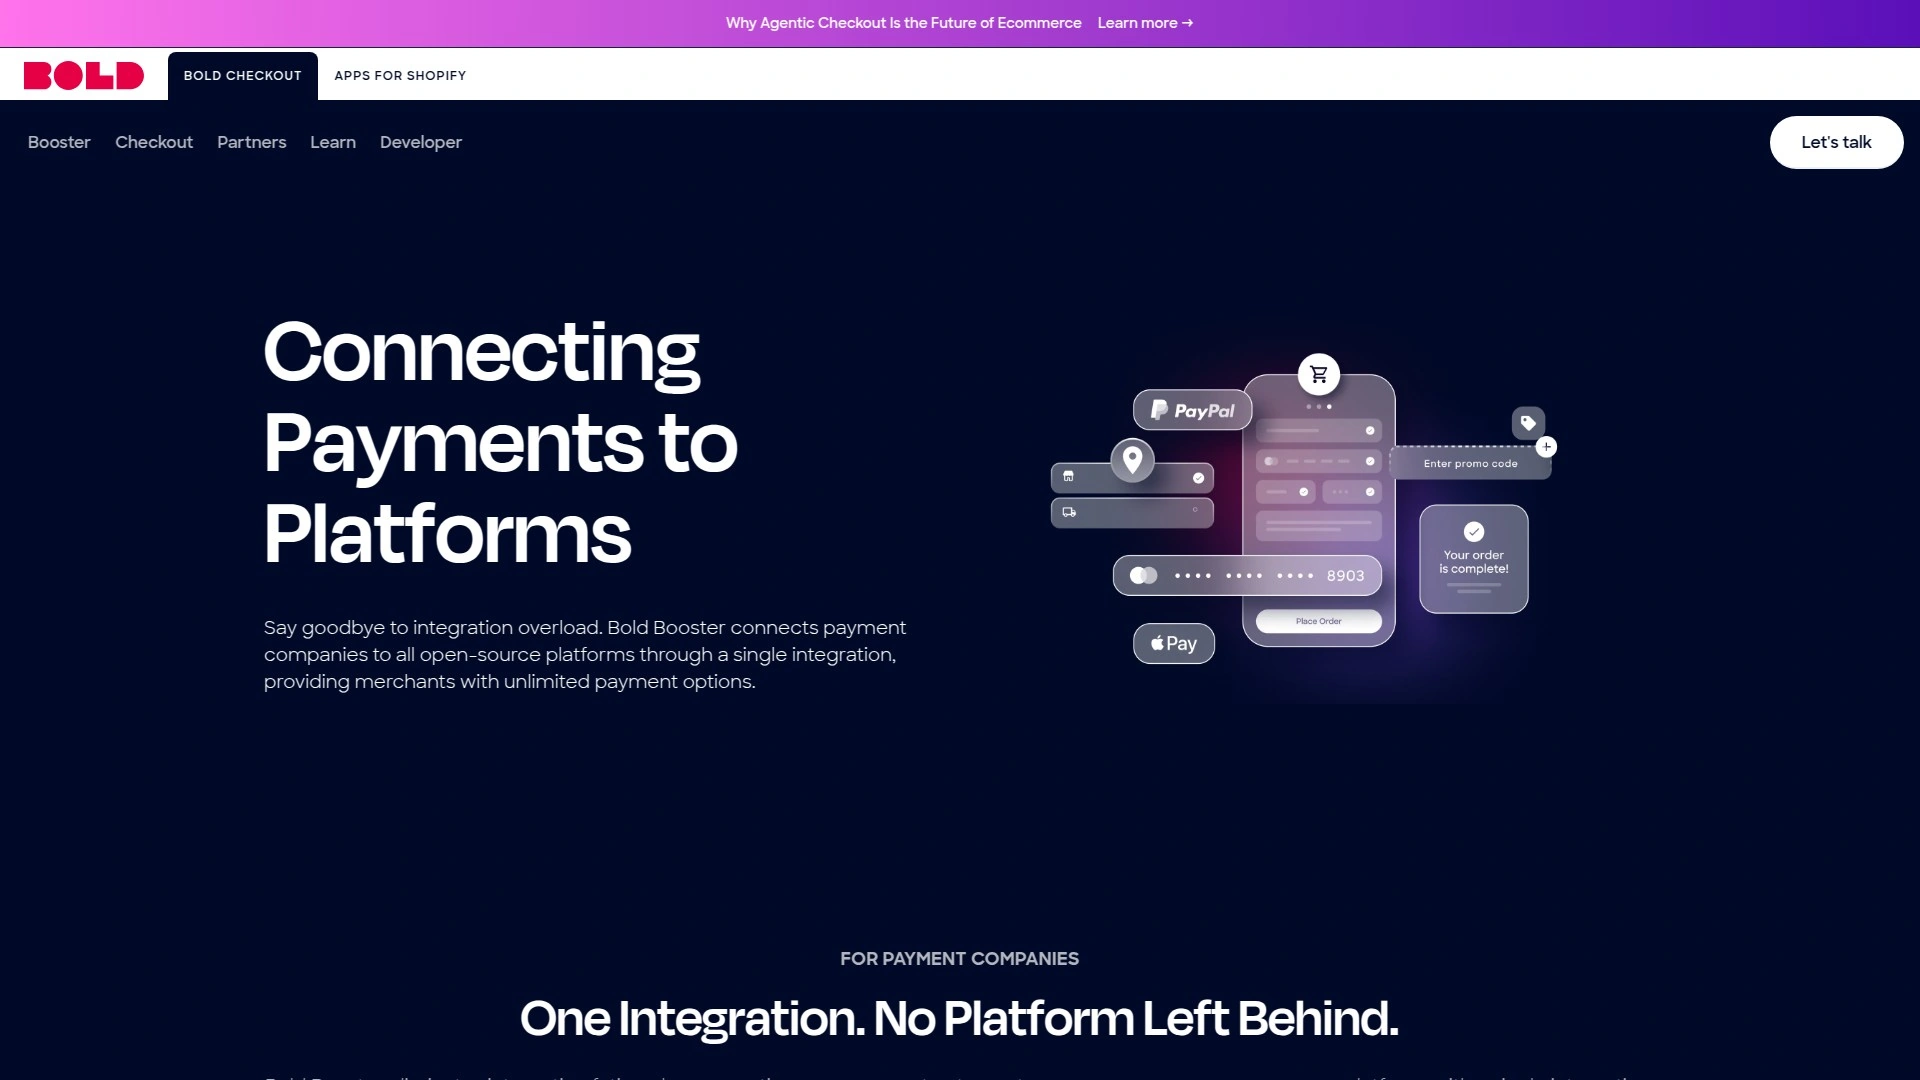 Why Agentic Checkout Is the Future of Ecommerce Learn more →
BOLD
BOLD CHECKOUT
APPS FOR SHOPIFY
Booster
Checkout
Partners
Learn
Developer
Let's talk
Connecting
Payments to
Platforms
Say goodbye to integration overload. Bold Booster connects payment
companies to all open-source platforms through a single integration,
providing merchants with unlimited payment options.
PayPal
Enter promo code
Your order
is complete!
8903
Place Order
Pay
FOR PAYMENT COMPANIES
One Integration. No Platform Left Behind.